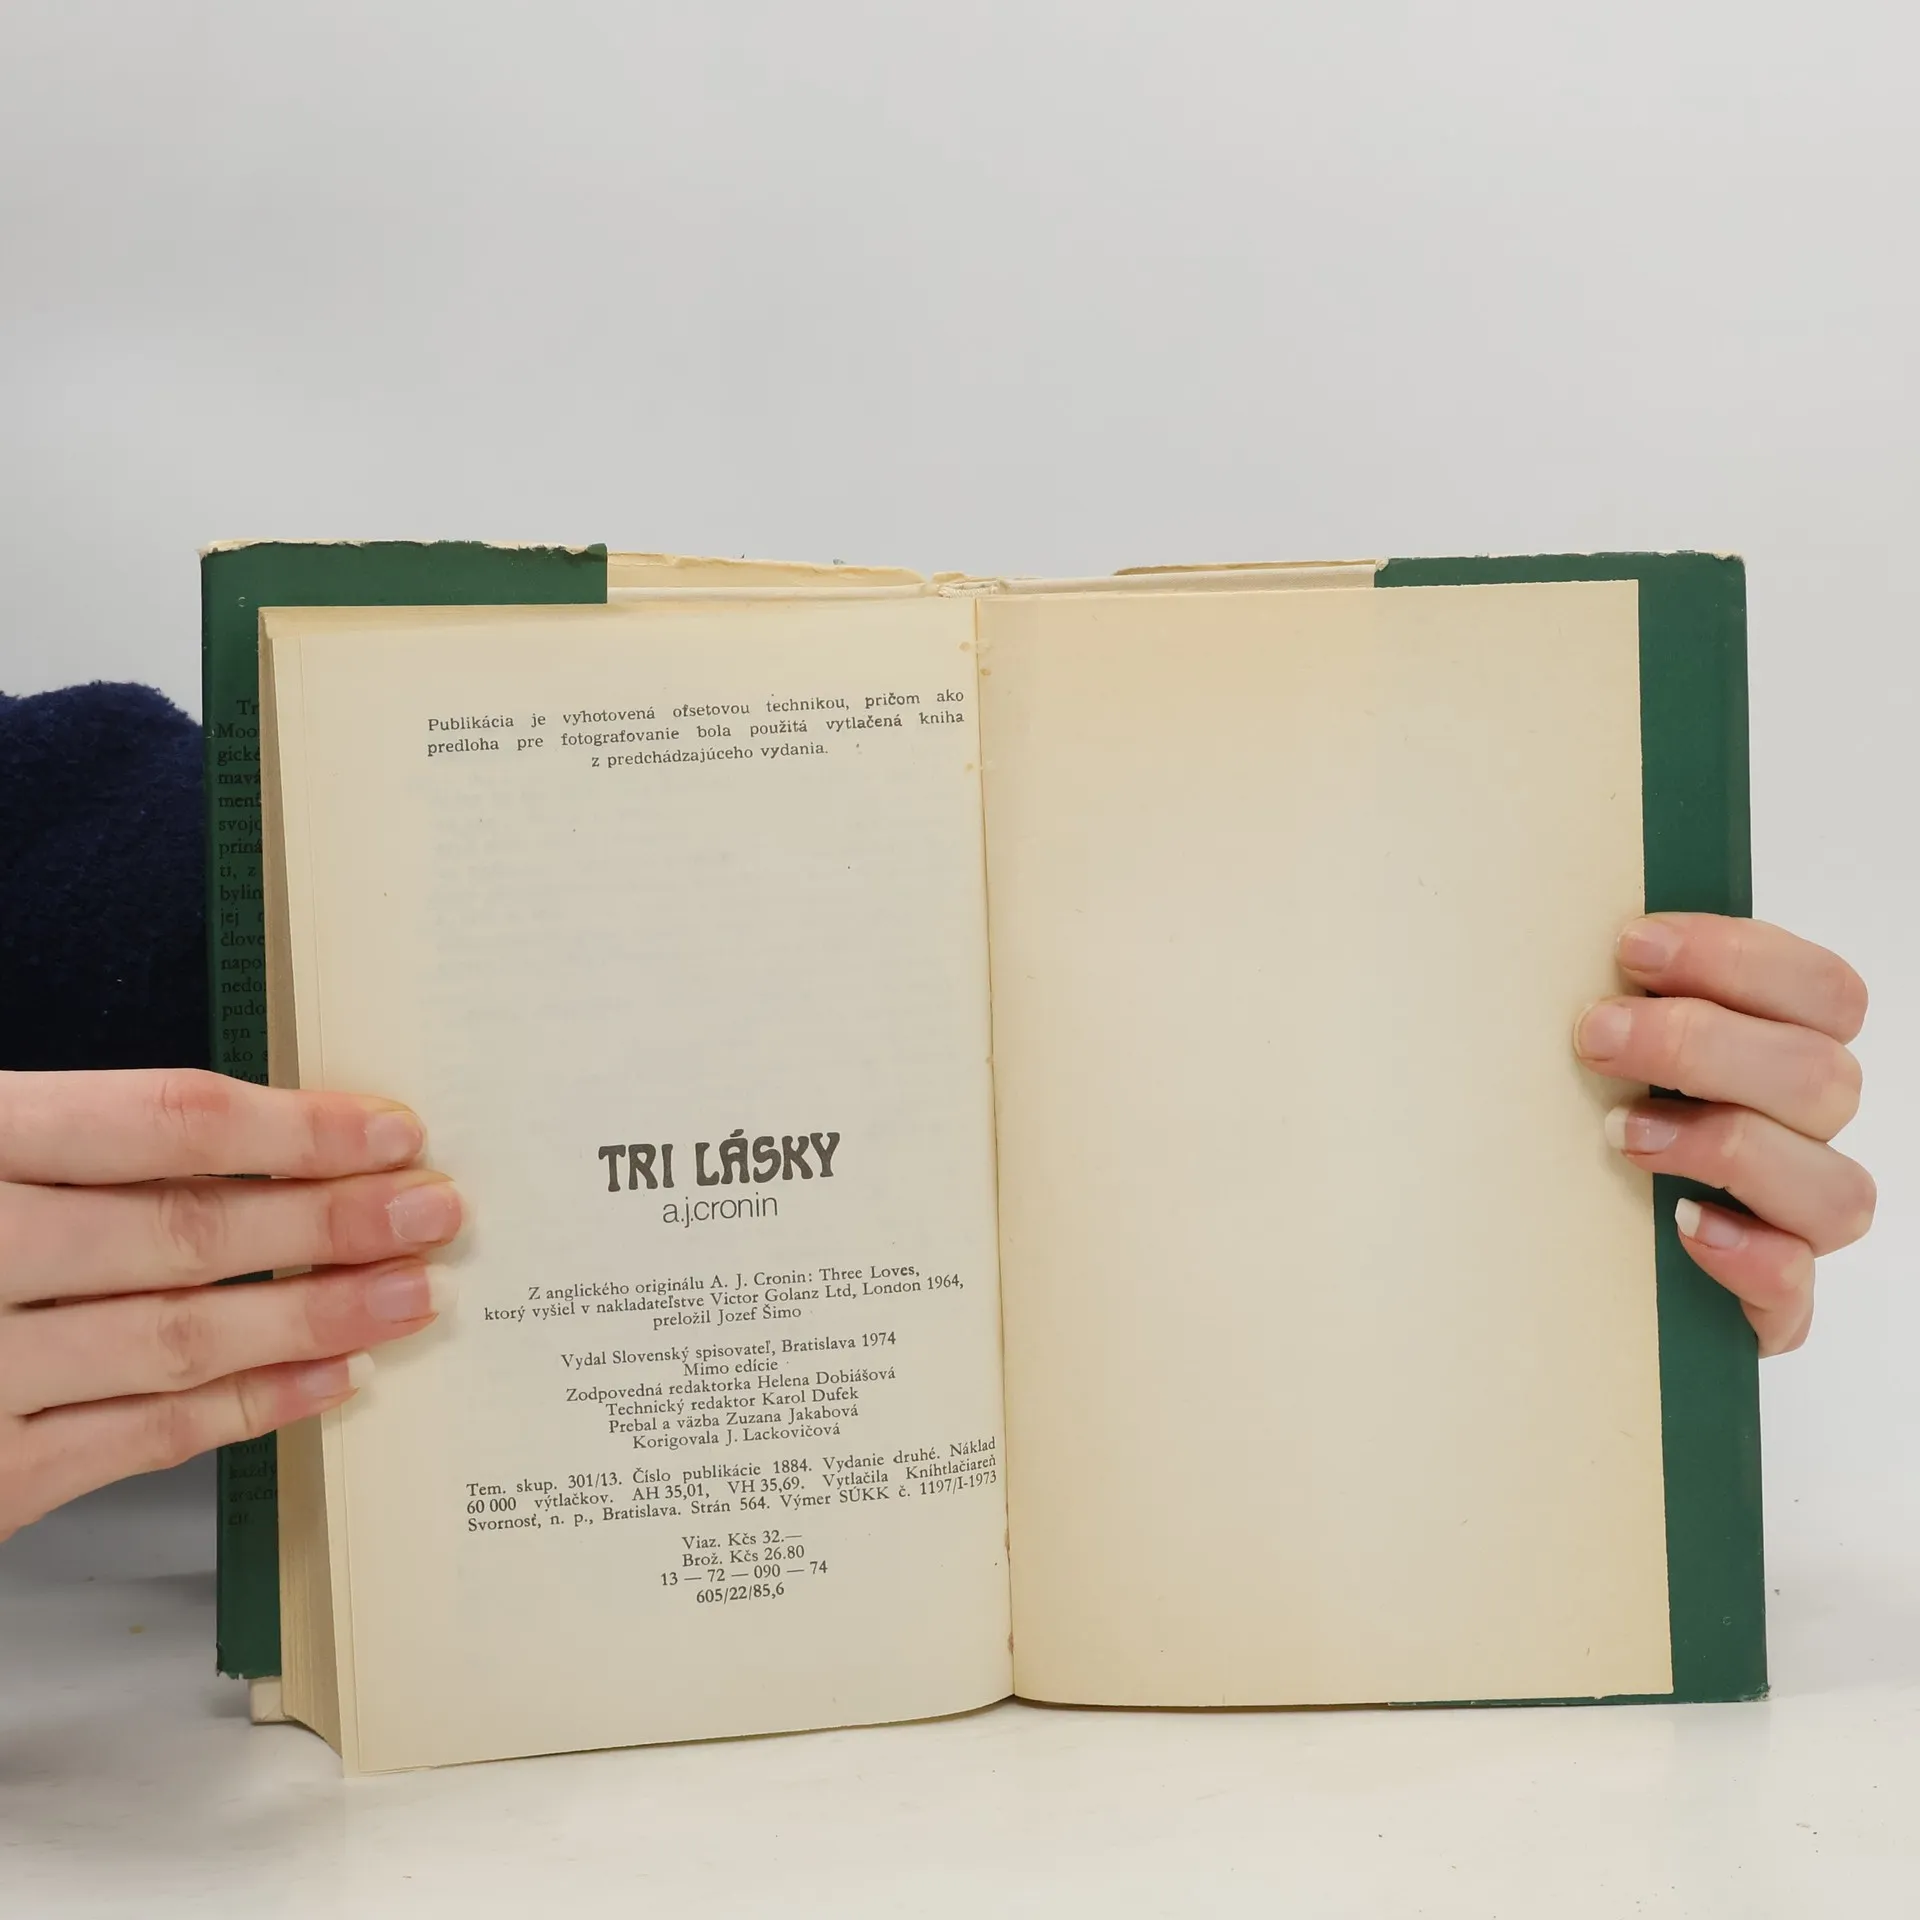 Publikácia je vyhotovená ofsetovou technikou, pričom ako
predloha pre fotografovanie bola použitá vytlačená kniha
z predchádzajúceho vydania.
TRI LÁSKY
a.j.cronin
Z anglického originálu A. J. Cronin: Three Loves,
ktorý vyšiel v nakladateľstve Victor Golanz Ltd, London 1964,
preložil Jozef Šimo
Vydal Slovenský spisovateľ, Bratislava 1974
Mimo edície
Zodpovedná redaktorka Helena Dobiášová
Technický redaktor Karol Dufek
Prebal a väzba Zuzana Jakabová
Korigovala J. Lackovičová
Tem. skup. 301/13. Číslo publikácie 1884. Vydanie druhé. Náklad
60 000 výtlačkov. AH 35,01, VH 35,69. Vytlačila Kníhtlačiareň
Svornosť, n. p., Bratislava. Strán 564. Výmer SÚKK č. 1197/I-1973
Viaz. Kčs 32.—
Brož. Kčs 26.80
13 — 72 — 090 — 74
605/22/85,6